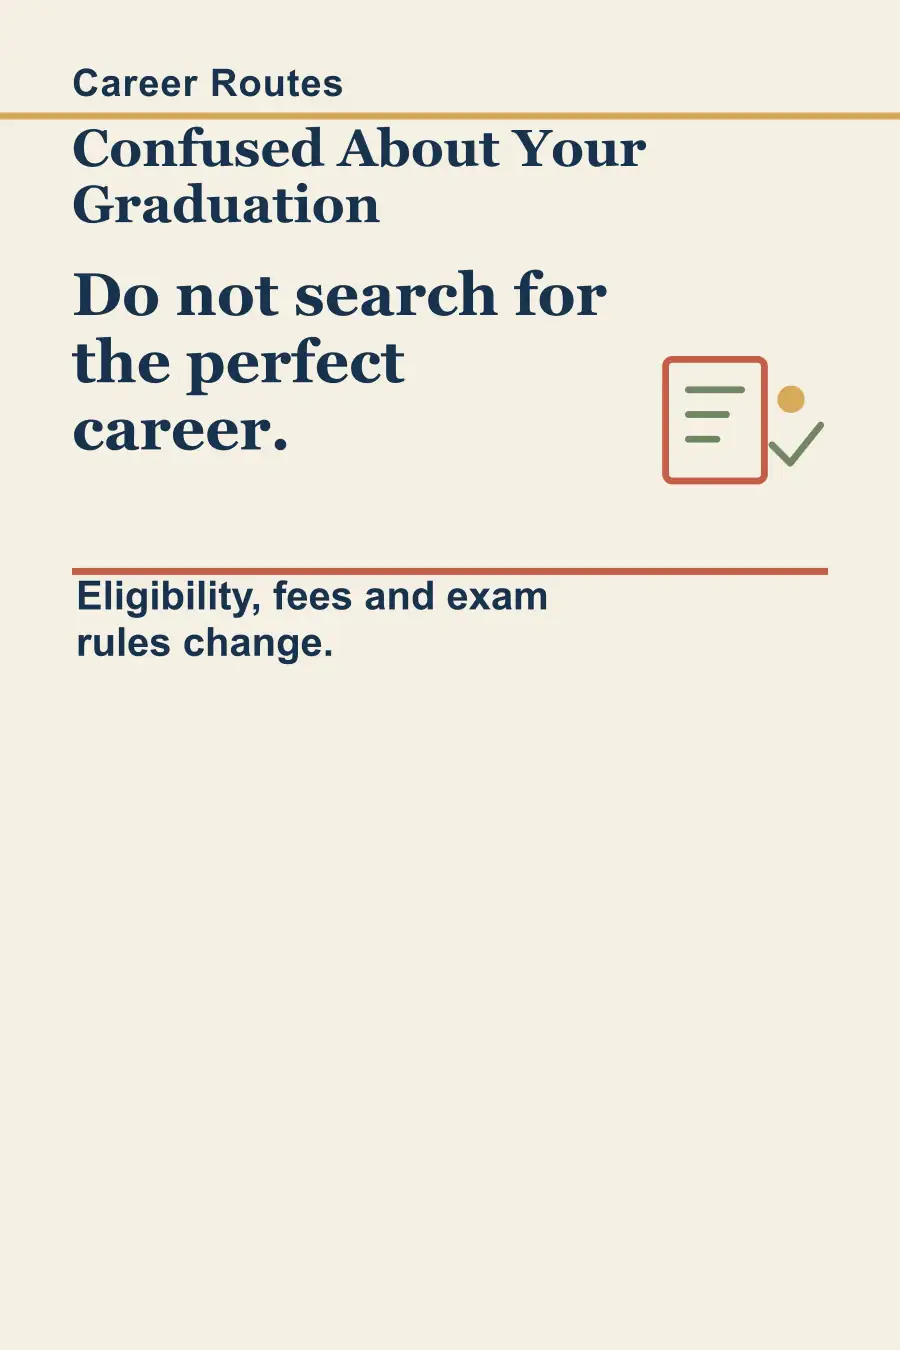 Career Routes
Confused About Your
Graduation
Do not search for
the perfect
career.
Eligibility, fees and exam
rules change.